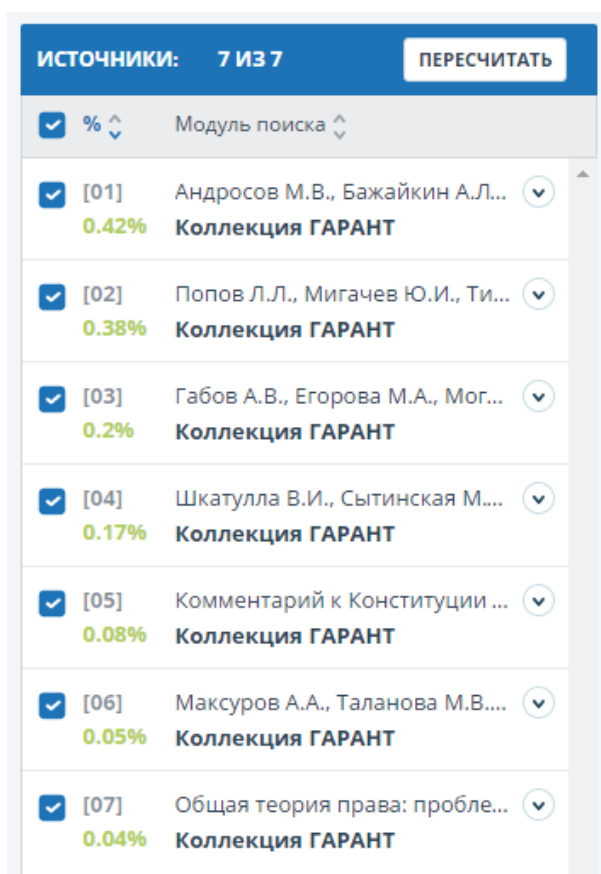 ИСТОЧНИКИ: 7 ИЗ 7 ПЕРЕСЧИТАТЬ
% Модуль поиска
[01] Андросов М.В., Бажайкин А.Л...
0.42% Коллекция ГАРАНТ
[02] Попов Л.Л., Мигачев Ю.И., Ти...
0.38% Коллекция ГАРАНТ
[03] Габов А.В., Егорова М.А., Мог...
0.2% Коллекция ГАРАНТ
[04] Шкатулла В.И., Сытинская М....
0.17% Коллекция ГАРАНТ
[05] Комментарий к Конституции ...
0.08% Коллекция ГАРАНТ
[06] Максуров А.А., Таланова М.В....
0.05% Коллекция ГАРАНТ
[07] Общая теория права: пробле...
0.04% Коллекция ГАРАНТ